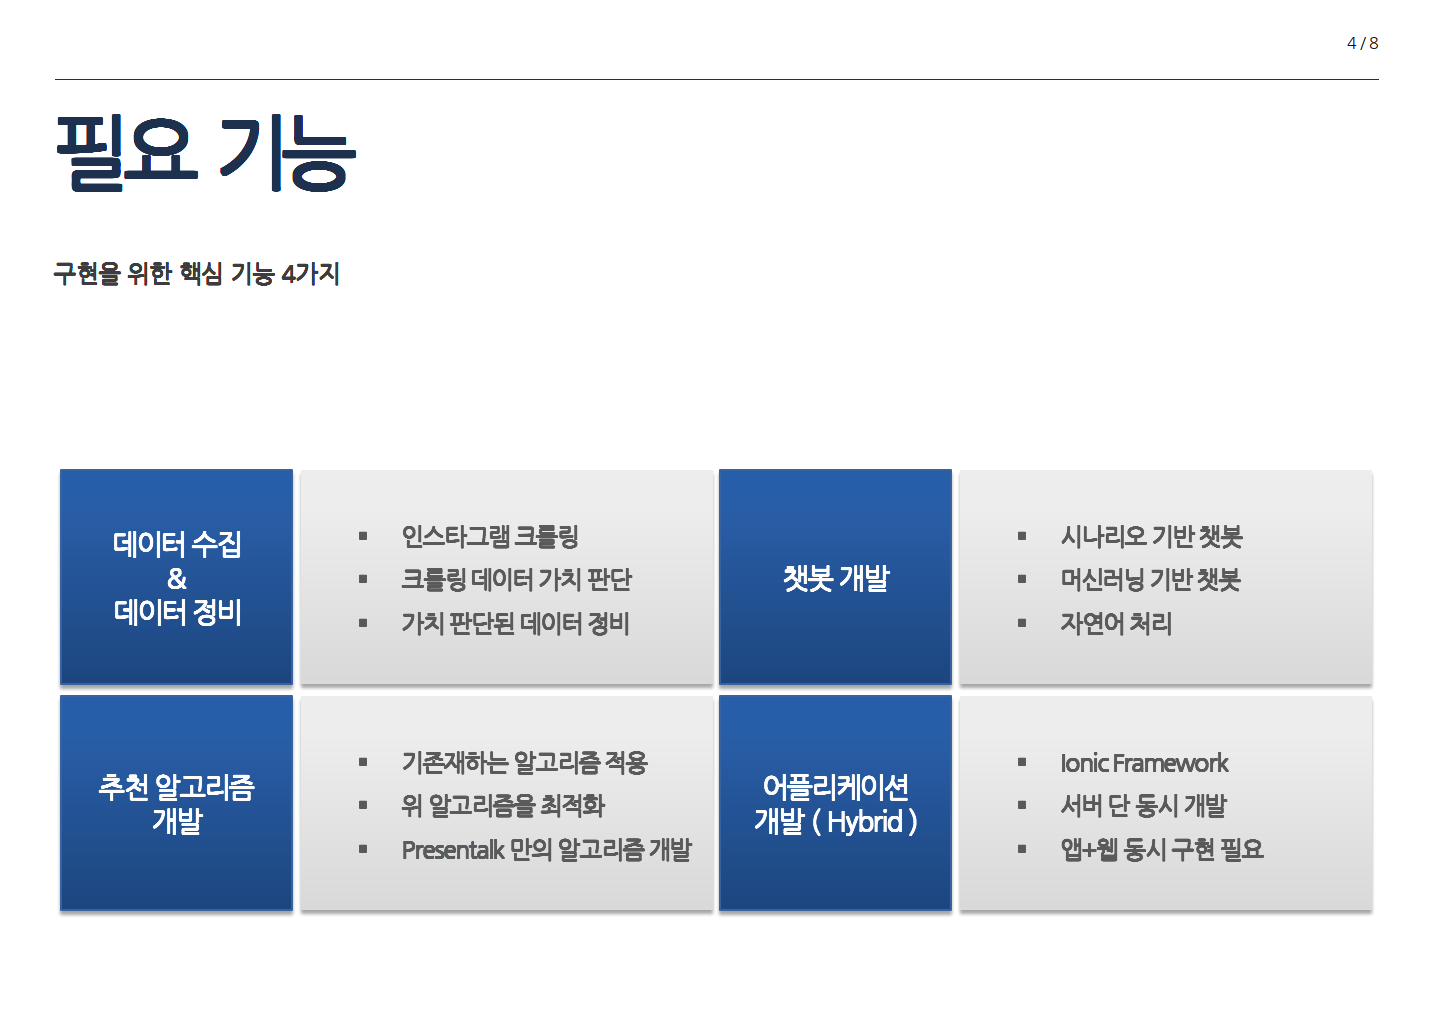 4 / 8
필요 기능
구현을 위한 핵심 기능 4가지
데이터 수집
&
데이터 정비
▪ 인스타그램 크롤링
▪ 크롤링 데이터 가치 판단
▪ 가치 판단된 데이터 정비
챗봇 개발
▪ 시나리오 기반 챗봇
▪ 머신러닝 기반 챗봇
▪ 자연어 처리
추천 알고리즘
개발
▪ 기존재하는 알고리즘 적용
▪ 위 알고리즘을 최적화
▪ Presentalk 만의 알고리즘 개발
어플리케이션
개발 ( Hybrid )
▪ Ionic Framework
▪ 서버 단 동시 개발
▪ 앱+웹 동시 구현 필요